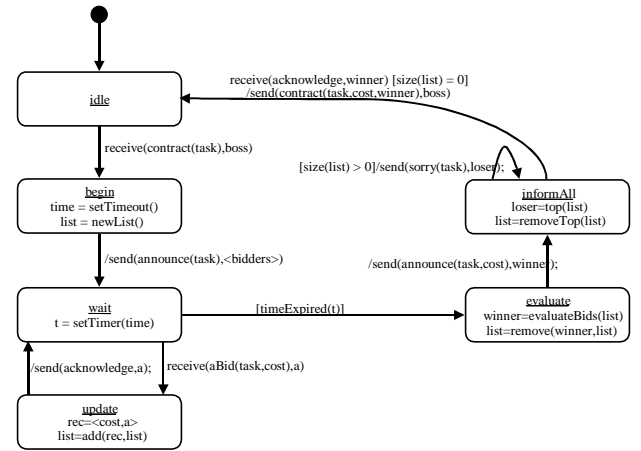 receive(acknowledge,winner) [size(list) = 0]
/send(contract(task,cost,winner),boss)
idle
receive(contract(task),boss)
[size(list) > 0]/send(sorry(task),loser);
begin
time = setTimeout()
list = newList()
informAll
loser=top(list)
list=removeTop(list)
/send(announce(task),<bidders>)
/send(announce(task,cost),winner);
wait
t = setTimer(time)
[timeExpired(t)]
evaluate
winner=evaluateBids(list)
list=remove(winner,list)
/send(acknowledge,a);
receive(aBid(task,cost),a)
update
rec=<cost,a>
list=add(rec,list)